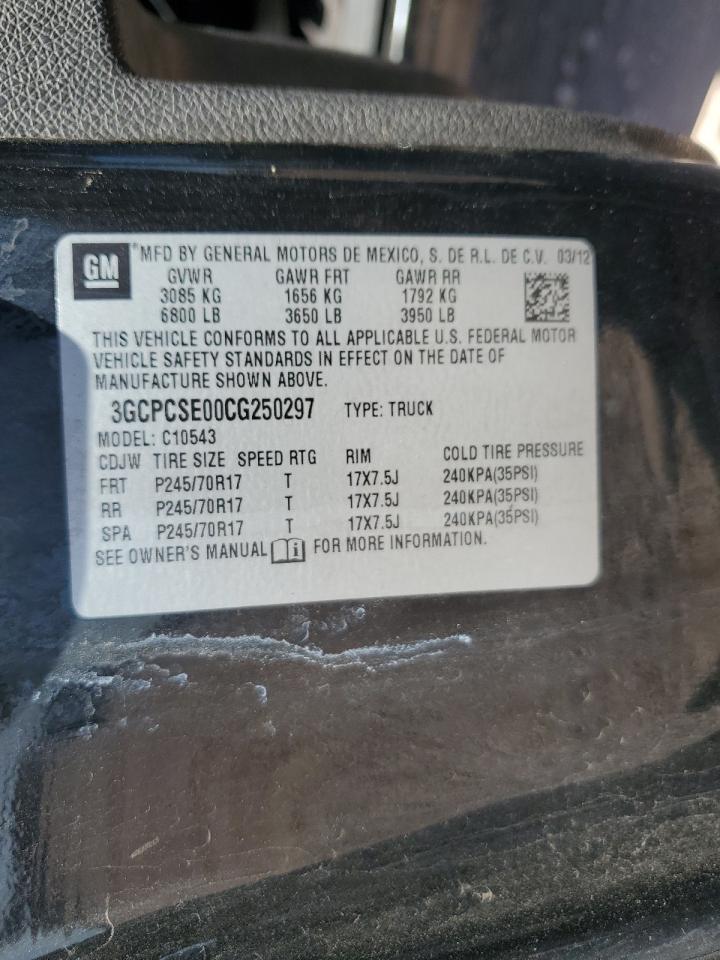 GM
® MFD BY GENERAL MOTORS DE MEXICO, S. DE R.L. DE C.V. 03/12
GVWR GAWR FRT GAWR RR
3085 KG 1656 KG 1792 KG
6800 LB 3650 LB 3950 LB
THIS VEHICLE CONFORMS TO ALL APPLICABLE U.S. FEDERAL MOTOR
VEHICLE SAFETY STANDARDS IN EFFECT ON THE DATE OF
MANUFACTURE SHOWN ABOVE.
3GCPCSE00CG250297 TYPE: TRUCK
MODEL: C10543
CDJW TIRE SIZE SPEED RTG RIM COLD TIRE PRESSURE
FRT P245/70R17 T 17X7.5J 240KPA(35PSI)
RR P245/70R17 T 17X7.5J 240KPA(35PSI)
SPA P245/70R17 T 17X7.5J 240KPA(35PSI)
SEE OWNER'S MANUAL i FOR MORE INFORMATION.